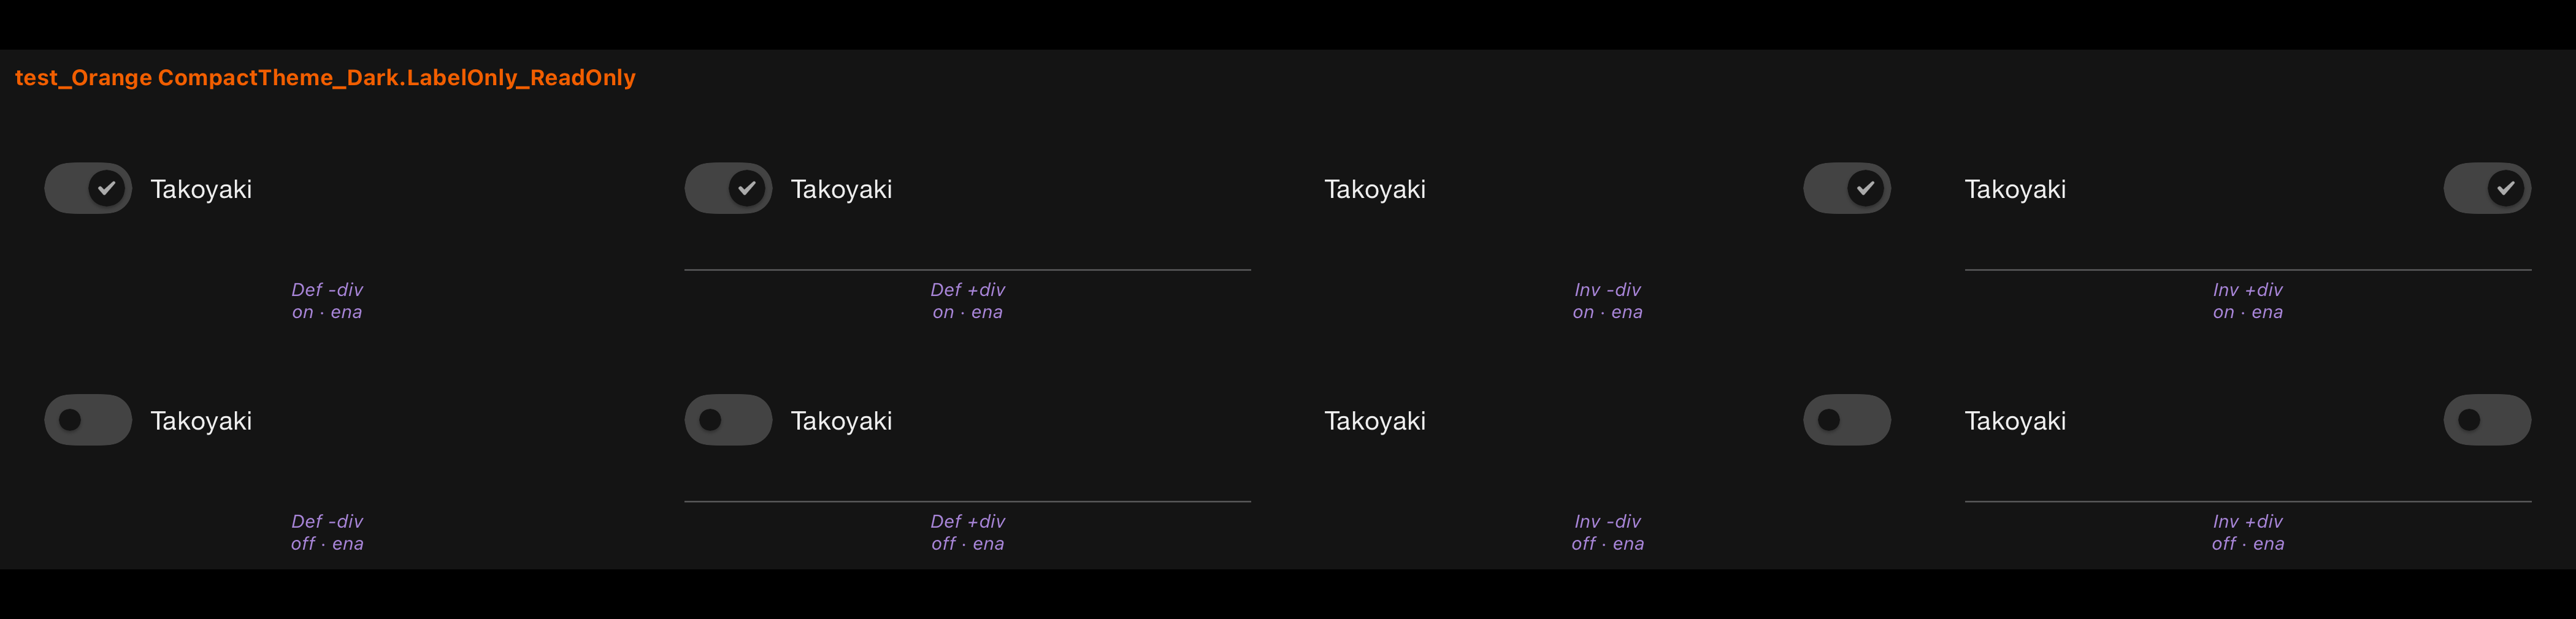 test_Orange CompactTheme_Dark.LabelOnly_ReadOnly
Takoyaki
Takoyaki
Takoyaki
Takoyaki
Def -div
on · ena
Def +div
on · ena
Inv -div
on · ena
Inv +div
on · ena
Takoyaki
Takoyaki
Takoyaki
Takoyaki
Def -div
off · ena
Def +div
off · ena
Inv -div
off · ena
Inv +div
off · ena